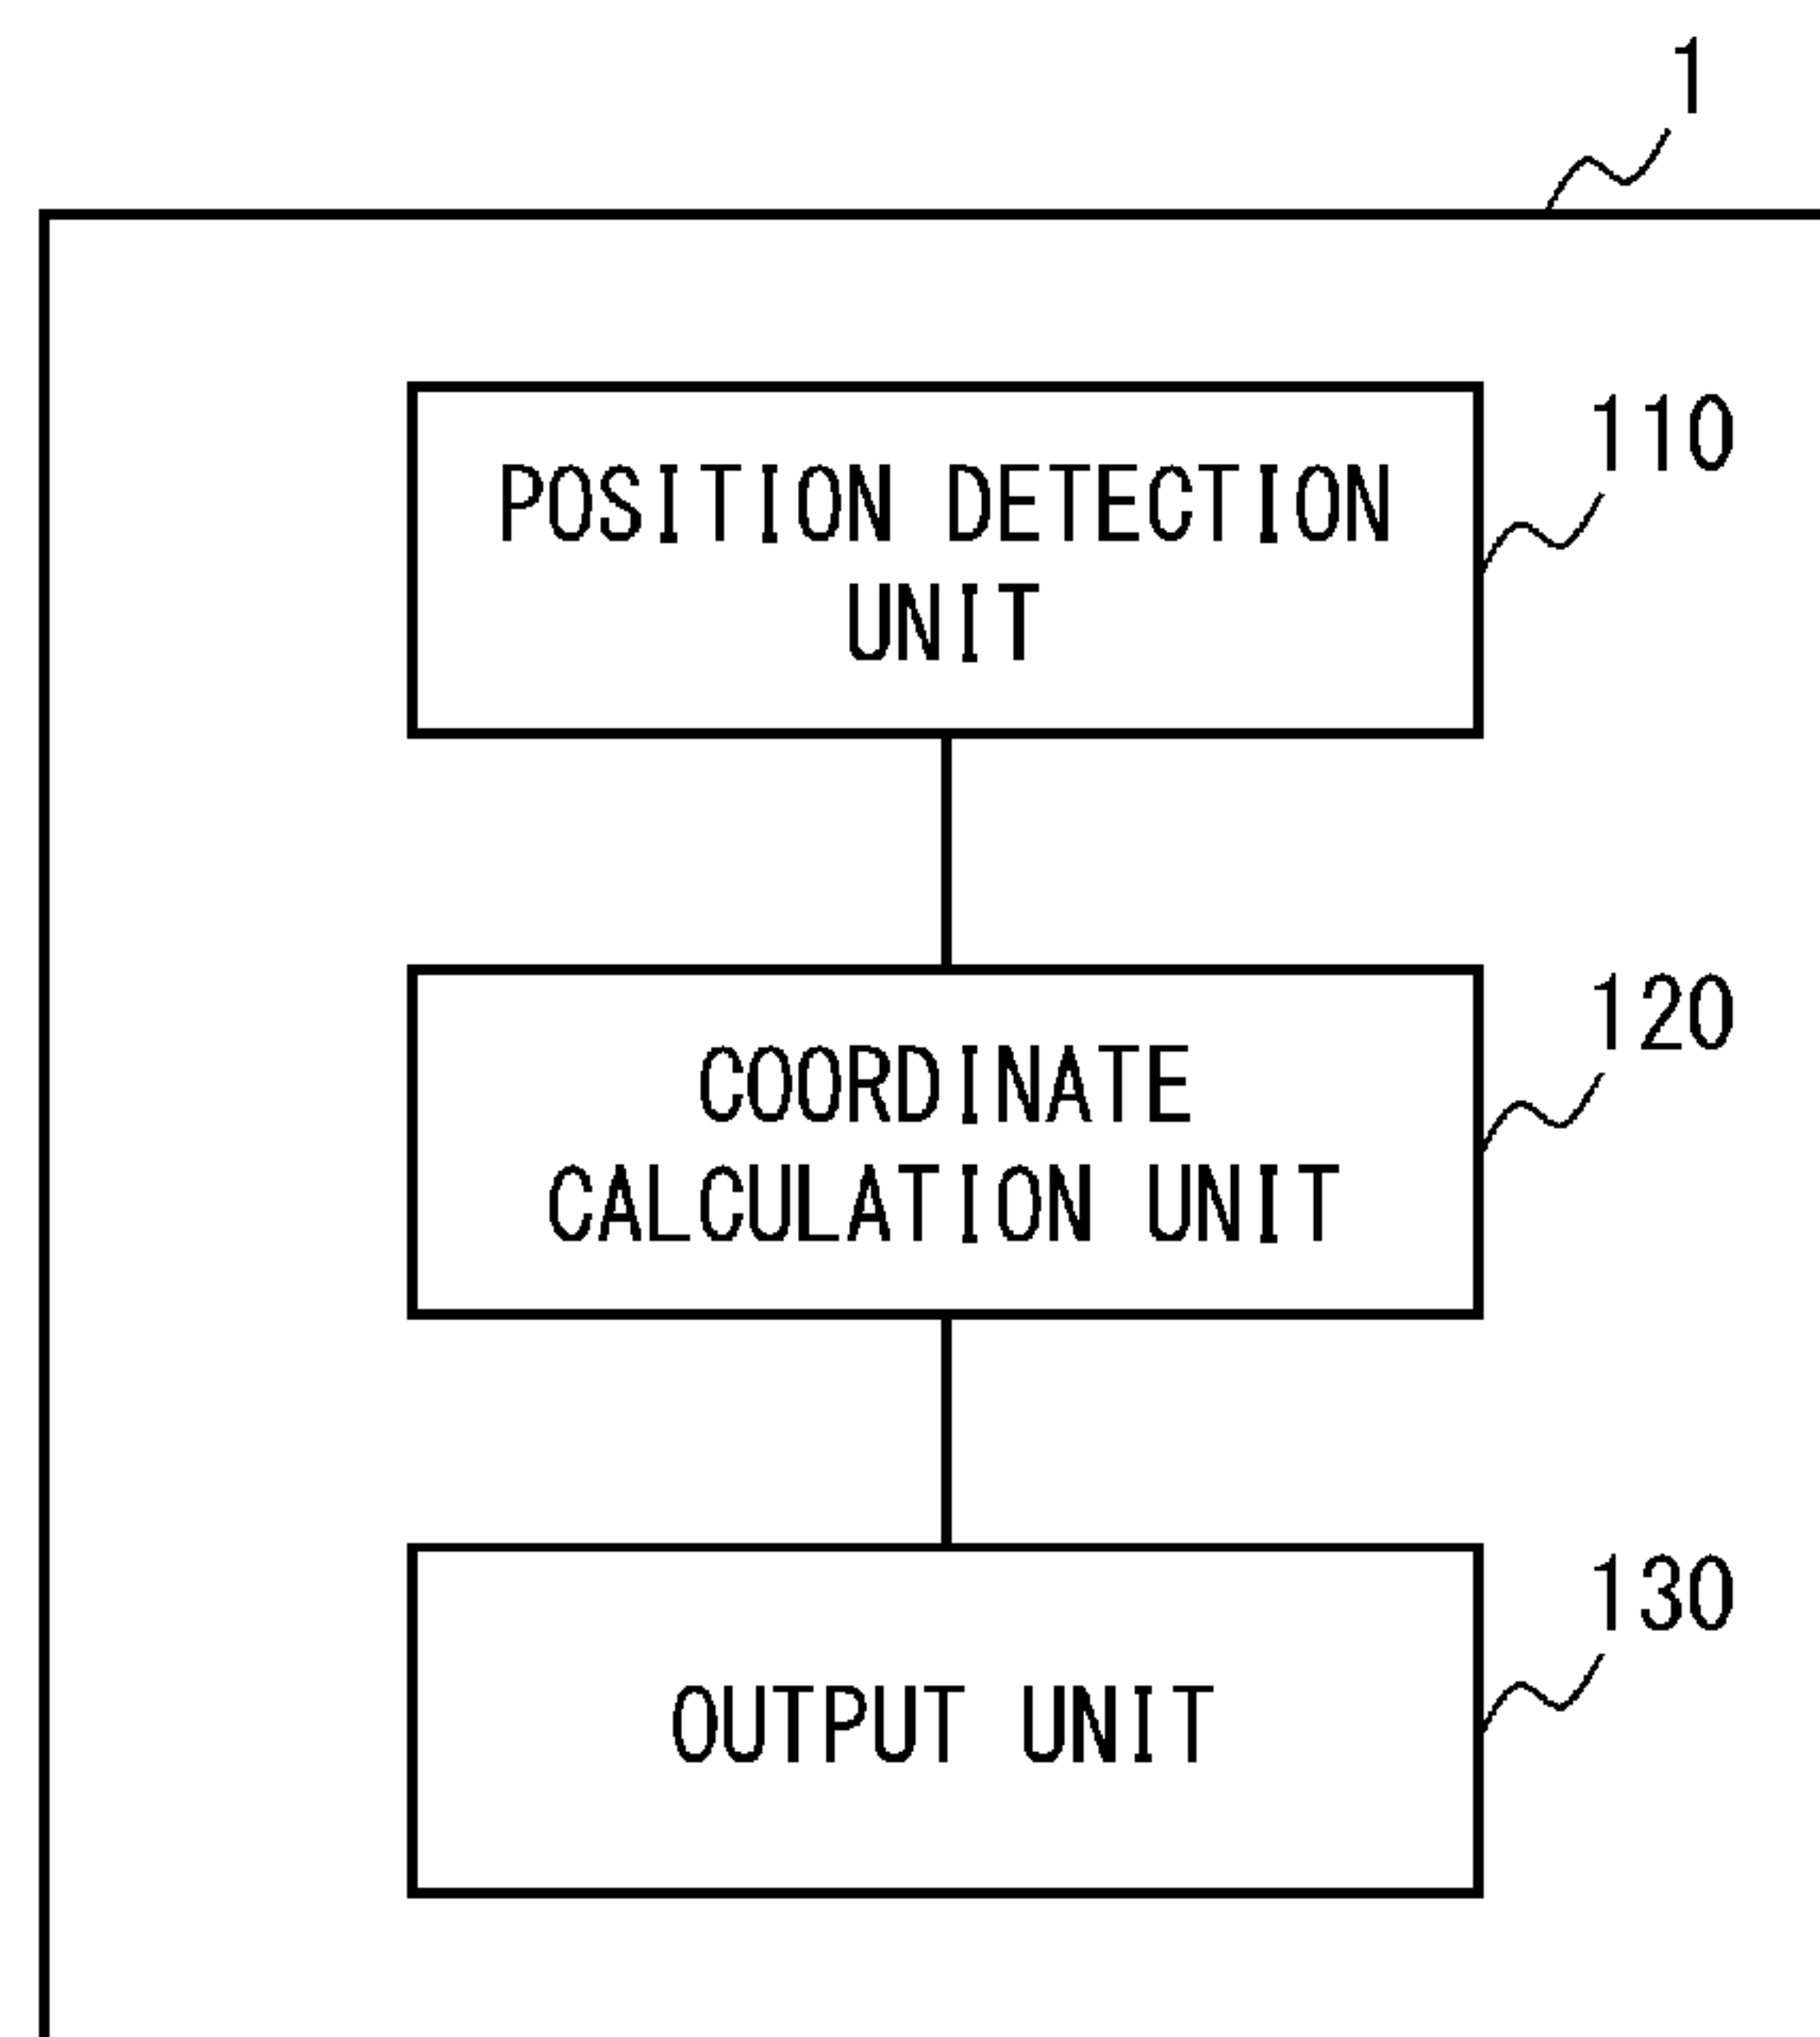 1
110
POSITION DETECTION
UNIT
120
COORDINATE
CALCULATION UNIT
130
OUTPUT UNIT